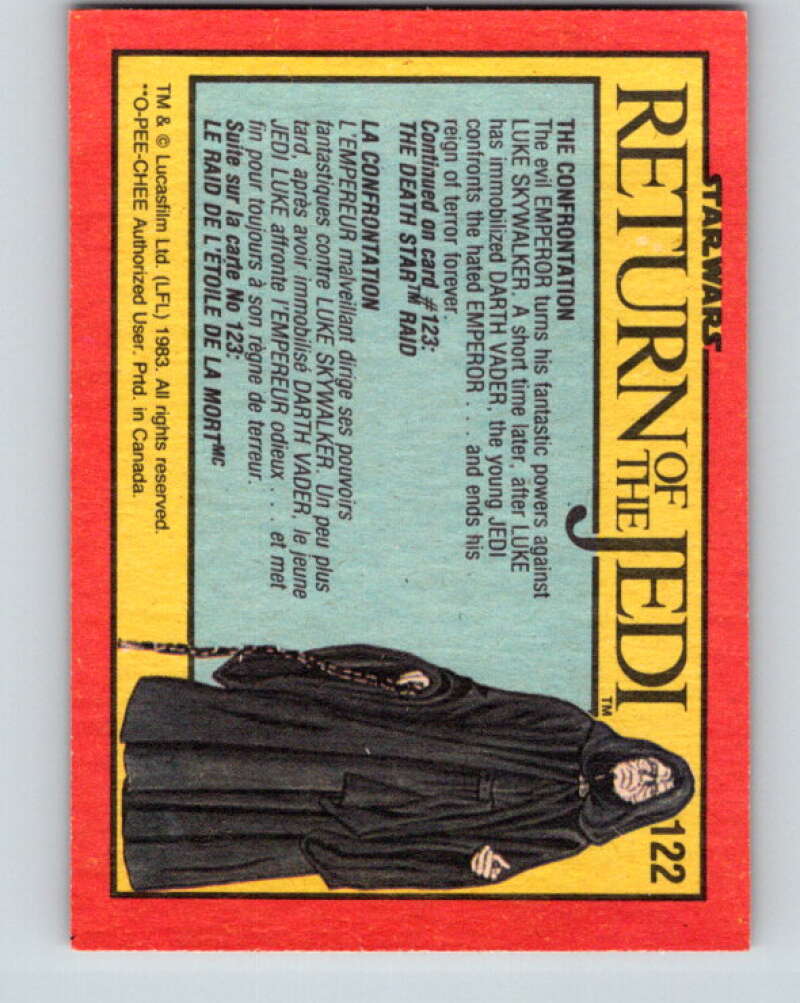 STAR WARS
RETURN OF THE JEDI™
122
THE CONFRONTATION
The evil EMPEROR turns his fantastic powers against
LUKE SKYWALKER. A short time later, after LUKE
has immobilized DARTH VADER, the young JEDI
confronts the hated EMPEROR . . . and ends his
reign of terror forever.
Continued on card #123:
THE DEATH STAR™ RAID
LA CONFRONTATION
L'EMPEREUR malveillant dirige ses pouvoirs
fantastiques contre LUKE SKYWALKER. Un peu plus
tard, après avoir immobilisé DARTH VADER, le jeune
JEDI LUKE affronte l'EMPEREUR odieux . . . et met
fin pour toujours à son règne de terreur.
Suite sur la carte No 123:
LE RAID DE L'ÉTOILE DE LA MORT MC
TM & © Lucasfilm Ltd. (LFL) 1983. All rights reserved.
**O-PEE-CHEE Authorized User. Prtd. in Canada.